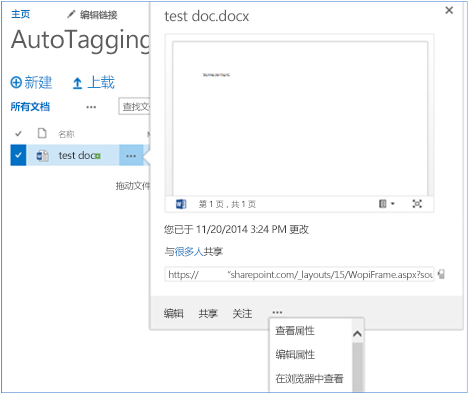 主页
编辑链接
AutoTagging
新建
上载
所有文档
···
查找文
名称
test doc
···
拖动文件
test doc.docx
第 1 页，共 1 页
您已于 11/20/2014 3:24 PM 更改
与很多人共享
https:// "sharepoint.com/_layouts/15/WopiFrame.aspx?sou
编辑 共享 关注 ···
查看属性
编辑属性
在浏览器中查看